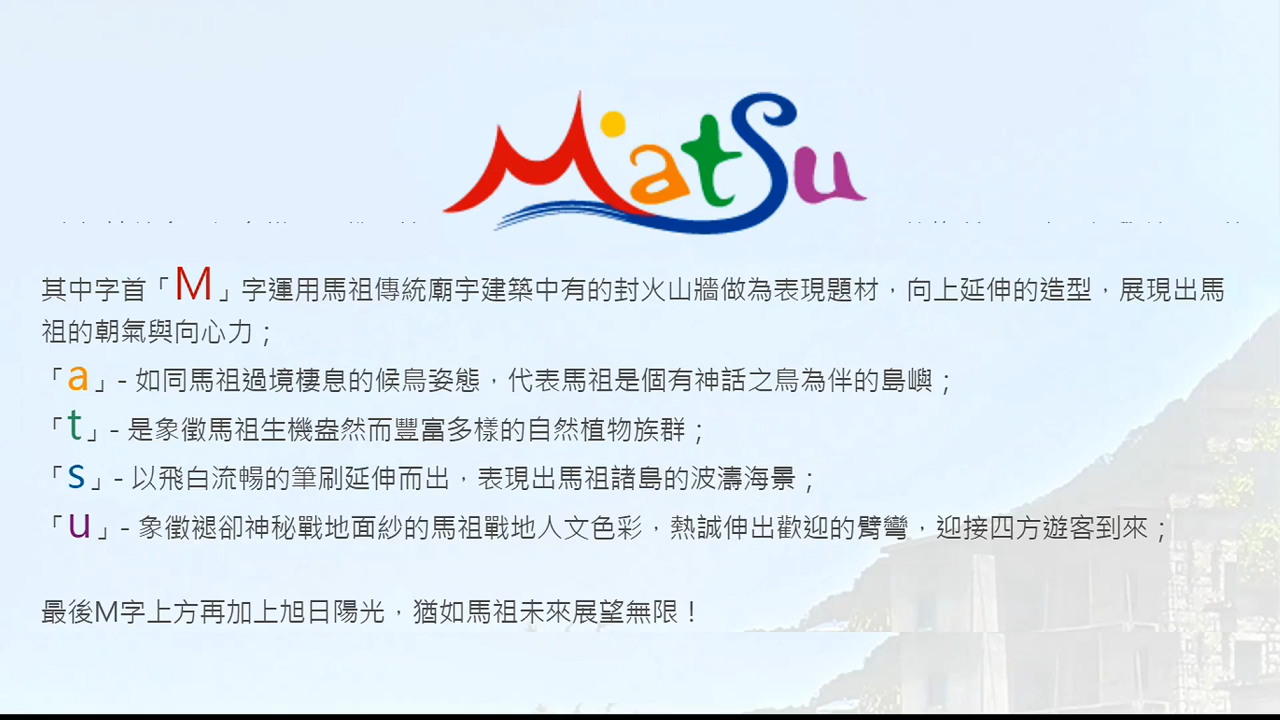 Matsu
其中字首「M」字運用馬祖傳統廟宇建築中有的封火山牆做為表現題材，向上延伸的造型，展現出馬
祖的朝氣與向心力；
「a」- 如同馬祖過境棲息的候鳥姿態，代表馬祖是個有神話之鳥為伴的島嶼；
「t」- 是象徵馬祖生機盎然而豐富多樣的自然植物族群；
「s」- 以飛白流暢的筆刷延伸而出，表現出馬祖諸島的波濤海景；
「u」- 象徵褪卻神秘戰地面紗的馬祖戰地人文色彩，熱誠伸出歡迎的臂彎，迎接四方遊客到來；
最後M字上方再加上旭日陽光，猶如馬祖未來展望無限！